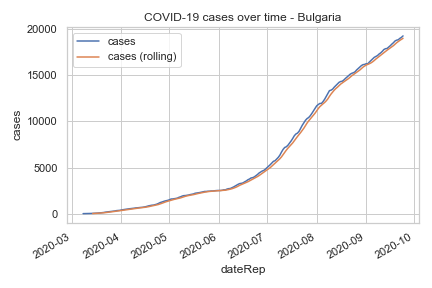 COVID-19 cases over time - Bulgaria
cases
cases (rolling)
cases
20000
15000
10000
5000
0
2020-03
2020-04
2020-05
2020-06
2020-07
2020-08
2020-09
2020-10
dateRep